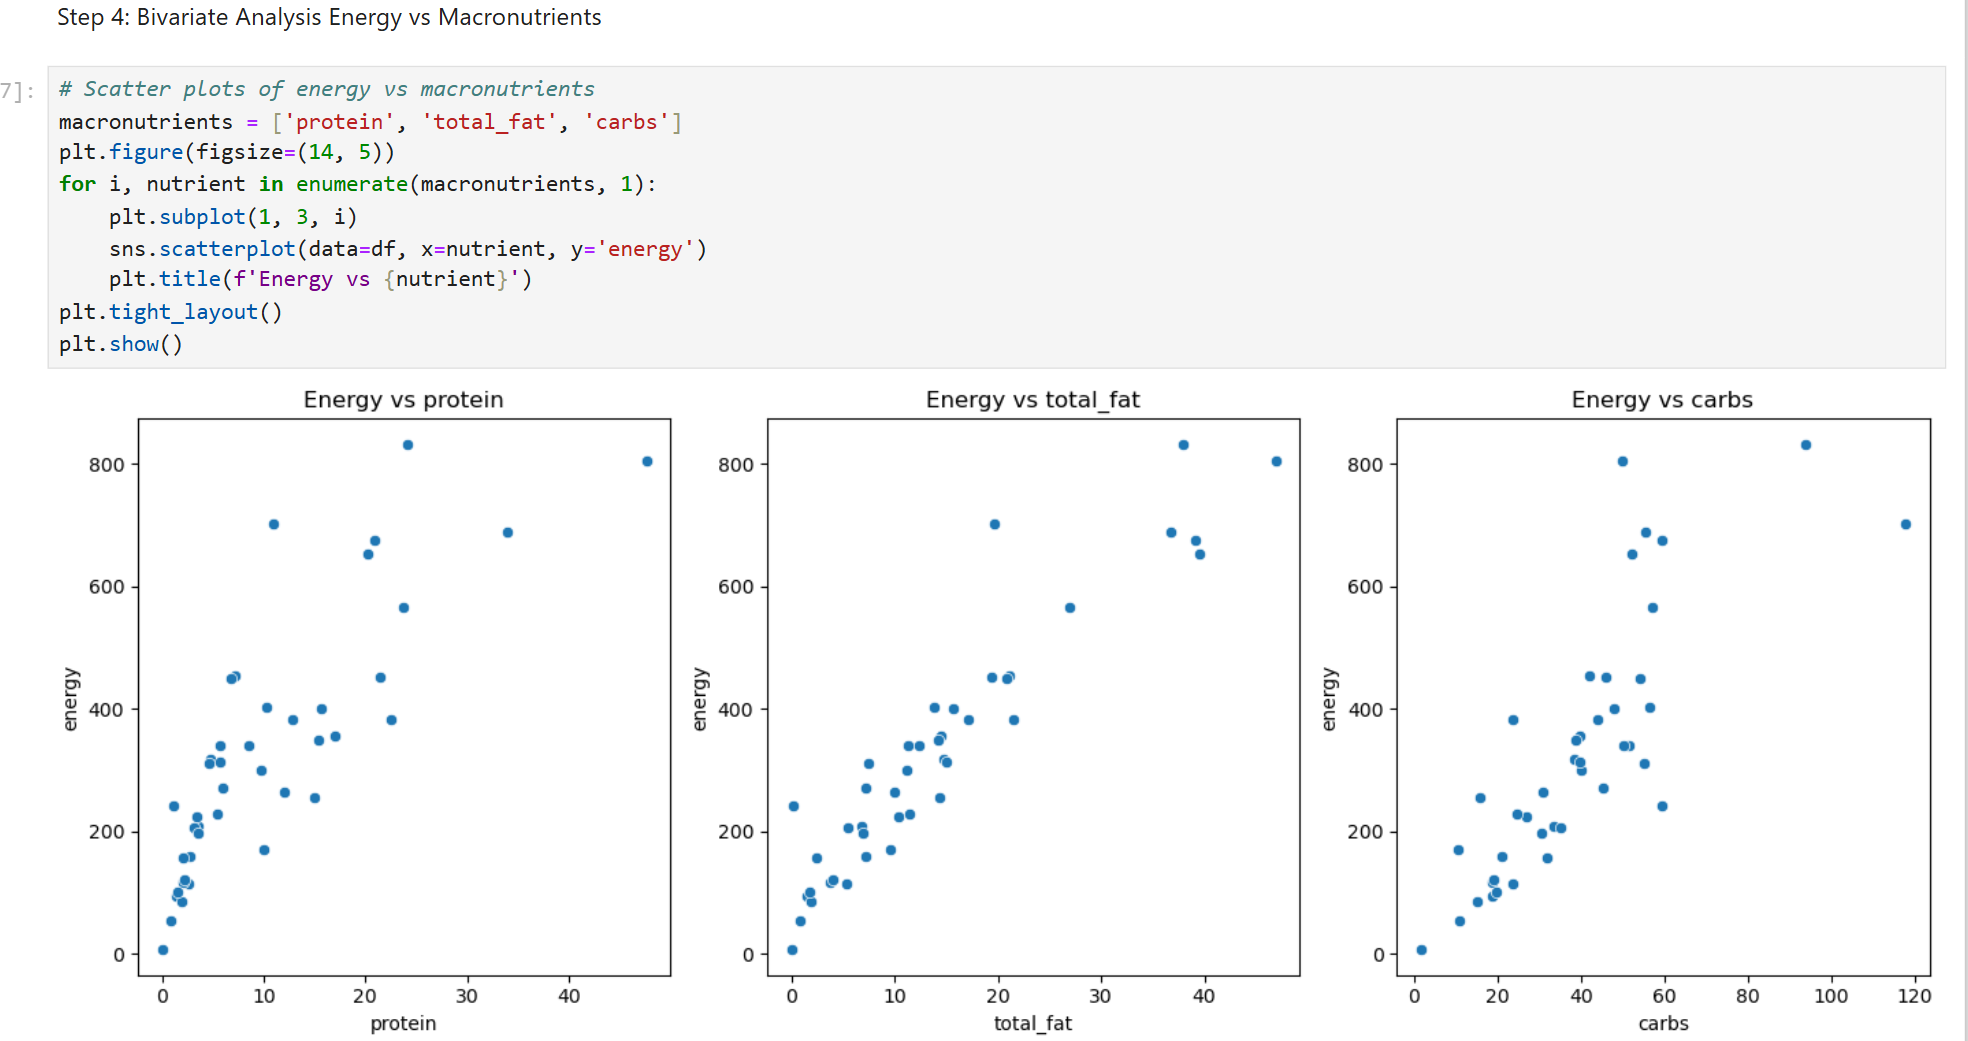 Step 4: Bivariate Analysis Energy vs Macronutrients
7]:
# Scatter plots of energy vs macronutrients
macronutrients = ['protein', 'total_fat', 'carbs']
plt.figure(figsize=(14, 5))
for i, nutrient in enumerate(macronutrients, 1):
    plt.subplot(1, 3, i)
    sns.scatterplot(data=df, x=nutrient, y='energy')
    plt.title(f'Energy vs {nutrient}')
plt.tight_layout()
plt.show()
Energy vs protein
800
600
400
200
0
energy
0 10 20 30 40
protein
Energy vs total_fat
800
600
400
200
0
energy
0 10 20 30 40
total_fat
Energy vs carbs
800
600
400
200
0
energy
0 20 40 60 80 100 120
carbs